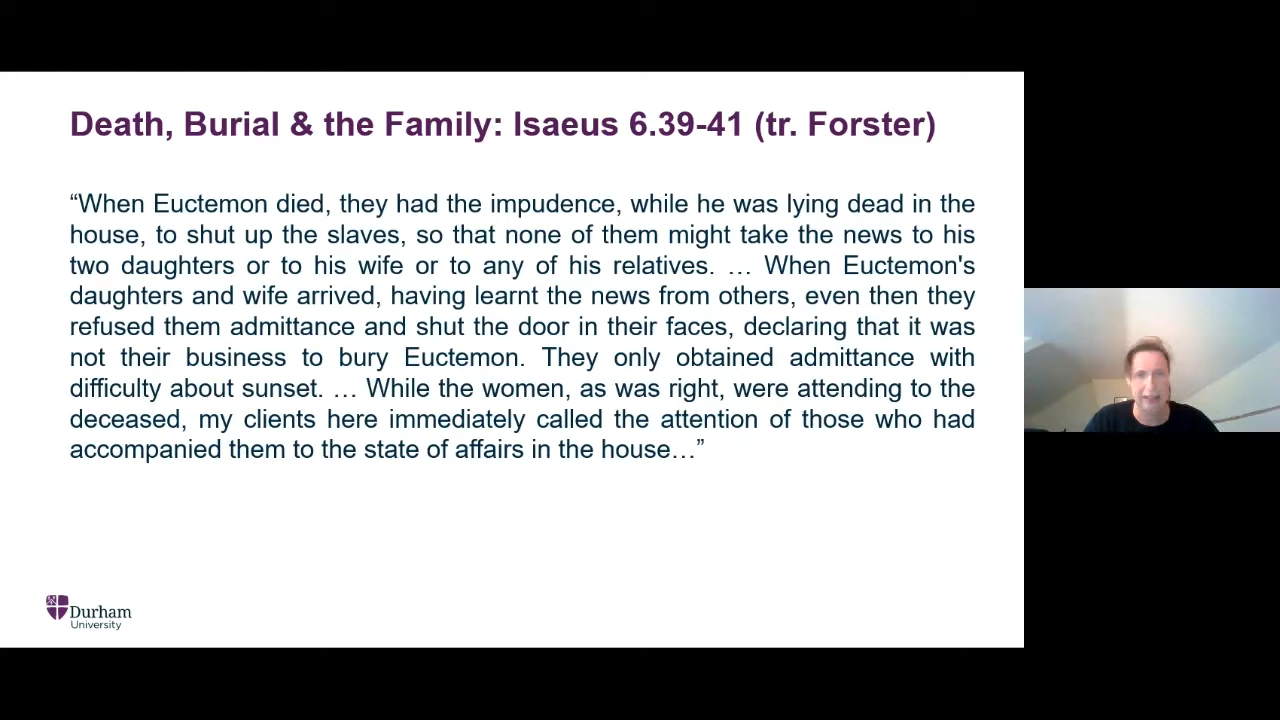 Death, Burial & the Family: Isaeus 6.39-41 (tr. Forster)
“When Euctemon died, they had the impudence, while he was lying dead in the
house, to shut up the slaves, so that none of them might take the news to his
two daughters or to his wife or to any of his relatives. … When Euctemon's
daughters and wife arrived, having learnt the news from others, even then they
refused them admittance and shut the door in their faces, declaring that it was
not their business to bury Euctemon. They only obtained admittance with
difficulty about sunset. … While the women, as was right, were attending to the
deceased, my clients here immediately called the attention of those who had
accompanied them to the state of affairs in the house…”
Durham
University